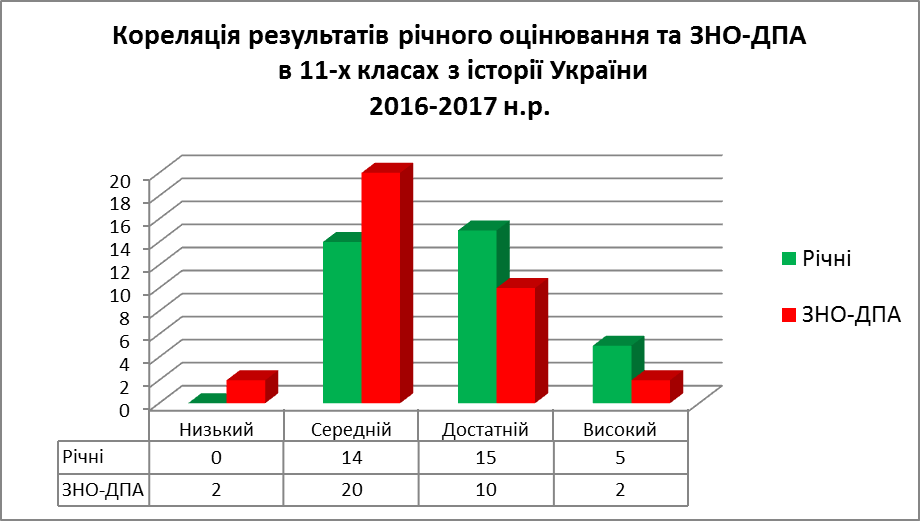 Кореляція результатів річного оцінювання та ЗНО-ДПА
в 11-х класах з історії України
2016-2017 н.р.
20
18
16
14
12
10
8
6
4
2
0
Річні
ЗНО-ДПА
Низький Середній Достатній Високий
Річні 0 14 15 5
ЗНО-ДПА 2 20 10 2